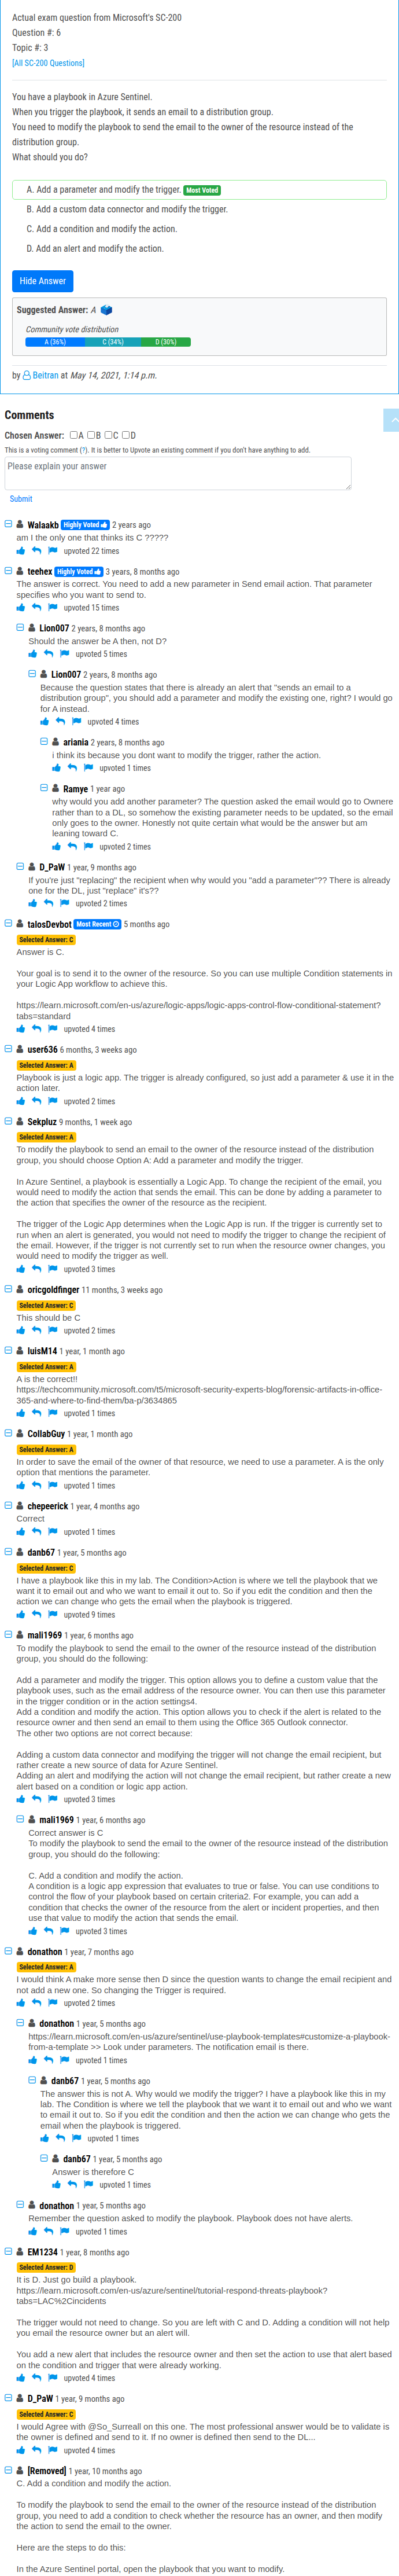 Actual exam question from Microsoft's SC-200
Question #: 6
Topic #: 3
[All SC-200 Questions]
You have a playbook in Azure Sentinel.
When you trigger the playbook, it sends an email to a distribution group.
You need to modify the playbook to send the email to the owner of the resource instead of the
distribution group.
What should you do?
A. Add a parameter and modify the trigger. Most Voted
B. Add a custom data connector and modify the trigger.
C. Add a condition and modify the action.
D. Add an alert and modify the action.
Hide Answer
Suggested Answer: A
Community vote distribution
A (36%) C (34%) D (30%)
by Beitran at May 14, 2021, 1:14 p.m.
Comments
Chosen Answer: A B C D
This is a voting comment (?). It is better to Upvote an existing comment if you don't have anything to add.
Please explain your answer
Submit
Walaakb Highly Voted 2 years ago
am I the only one that thinks its C ?????
upvoted 22 times
teehex Highly Voted 3 years, 8 months ago
The answer is correct. You need to add a new parameter in Send email action. That parameter
specifies who you want to send to.
upvoted 15 times
Lion007 2 years, 8 months ago
Should the answer be A then, not D?
upvoted 5 times
Lion007 2 years, 8 months ago
Because the question states that there is already an alert that "sends an email to a
distribution group", you should add a parameter and modify the existing one, right? I would go
for A instead.
upvoted 4 times
ariania 2 years, 8 months ago
i think its because you dont want to modify the trigger, rather the action.
upvoted 1 times
Ramye 1 year ago
why would you add another parameter? The question asked the email would go to Ownere
rather than to a DL, so somehow the existing parameter needs to be updated, so the email
only goes to the owner. Honestly not quite certain what would be the answer but am
leaning toward C.
upvoted 2 times
D_PaW 1 year, 9 months ago
If you're just "replacing" the recipient when why would you "add a parameter"?? There is already
one for the DL, just "replace" it's??
upvoted 2 times
talosDevbot Most Recent 5 months ago
Selected Answer: C
Answer is C.
Your goal is to send it to the owner of the resource. So you can use multiple Condition statements in
your Logic App workflow to achieve this.
https://learn.microsoft.com/en-us/azure/logic-apps/logic-apps-control-flow-conditional-statement?
tabs=standard
upvoted 4 times
user636 6 months, 3 weeks ago
Selected Answer: A
Playbook is just a logic app. The trigger is already configured, so just add a parameter & use it in the
action later.
upvoted 2 times
Sekpluz 9 months, 1 week ago
Selected Answer: A
To modify the playbook to send an email to the owner of the resource instead of the distribution
group, you should choose Option A: Add a parameter and modify the trigger.
In Azure Sentinel, a playbook is essentially a Logic App. To change the recipient of the email, you
would need to modify the action that sends the email. This can be done by adding a parameter to
the action that specifies the owner of the resource as the recipient.
The trigger of the Logic App determines when the Logic App is run. If the trigger is currently set to
run when an alert is generated, you would not need to modify the trigger to change the recipient of
the email. However, if the trigger is not currently set to run when the resource owner changes, you
would need to modify the trigger as well.
upvoted 3 times
oricgoldfinger 11 months, 3 weeks ago
Selected Answer: C
This should be C
upvoted 2 times
luisM14 1 year, 1 month ago
Selected Answer: A
A is the correct!!
https://techcommunity.microsoft.com/t5/microsoft-security-experts-blog/forensic-artifacts-in-office-
365-and-where-to-find-them/ba-p/3634865
upvoted 1 times
CollabGuy 1 year, 1 month ago
Selected Answer: A
In order to save the email of the owner of that resource, we need to use a parameter. A is the only
option that mentions the parameter.
upvoted 1 times
chepeerick 1 year, 4 months ago
Correct
upvoted 1 times
danb67 1 year, 5 months ago
Selected Answer: C
I have a playbook like this in my lab. The Condition>Action is where we tell the playbook that we
want it to email out and who we want to email it out to. So if you edit the condition and then the
action we can change who gets the email when the playbook is triggered.
upvoted 9 times
mali1969 1 year, 6 months ago
To modify the playbook to send the email to the owner of the resource instead of the distribution
group, you should do the following:
Add a parameter and modify the trigger. This option allows you to define a custom value that the
playbook uses, such as the email address of the resource owner. You can then use this parameter
in the trigger condition or in the action settings4.
Add a condition and modify the action. This option allows you to check if the alert is related to the
resource owner and then send an email to them using the Office 365 Outlook connector.
The other two options are not correct because:
Adding a custom data connector and modifying the trigger will not change the email recipient, but
rather create a new source of data for Azure Sentinel.
Adding an alert and modifying the action will not change the email recipient, but rather create a new
alert based on a condition or logic app action.
upvoted 3 times
mali1969 1 year, 6 months ago
Correct answer is C
To modify the playbook to send the email to the owner of the resource instead of the distribution
group, you should do the following:
C. Add a condition and modify the action.
A condition is a logic app expression that evaluates to true or false. You can use conditions to
control the flow of your playbook based on certain criteria2. For example, you can add a
condition that checks the owner of the resource from the alert or incident properties, and then
use that value to modify the action that sends the email.
upvoted 3 times
donathon 1 year, 7 months ago
Selected Answer: A
I would think A make more sense then D since the question wants to change the email recipient and
not add a new one. So changing the Trigger is required.
upvoted 2 times
donathon 1 year, 5 months ago
https://learn.microsoft.com/en-us/azure/sentinel/use-playbook-templates#customize-a-playbook-
from-a-template >> Look under parameters. The notification email is there.
upvoted 1 times
danb67 1 year, 5 months ago
The answer this is not A. Why would we modify the trigger? I have a playbook like this in my
lab. The Condition is where we tell the playbook that we want it to email out and who we want
to email it out to. So if you edit the condition and then the action we can change who gets the
email when the playbook is triggered.
upvoted 1 times
danb67 1 year, 5 months ago
Answer is therefore C
upvoted 1 times
donathon 1 year, 5 months ago
Remember the question asked to modify the playbook. Playbook does not have alerts.
upvoted 1 times
EM1234 1 year, 8 months ago
Selected Answer: D
It is D. Just go build a playbook.
https://learn.microsoft.com/en-us/azure/sentinel/tutorial-respond-threats-playbook?
tabs=LAC%2Cincidents
The trigger would not need to change. So you are left with C and D. Adding a condition will not help
you email the resource owner but an alert will.
You add a new alert that includes the resource owner and then set the action to use that alert based
on the condition and trigger that were already working.
upvoted 4 times
D_PaW 1 year, 9 months ago
Selected Answer: C
I would Agree with @So_Surreall on this one. The most professional answer would be to validate is
the owner is defined and send to it. If no owner is defined then send to the DL...
upvoted 4 times
[Removed] 1 year, 10 months ago
C. Add a condition and modify the action.
To modify the playbook to send the email to the owner of the resource instead of the distribution
group, you need to add a condition to check whether the resource has an owner, and then modify
the action to send the email to the owner.
Here are the steps to do this:
In the Azure Sentinel portal, open the playbook that you want to modify.